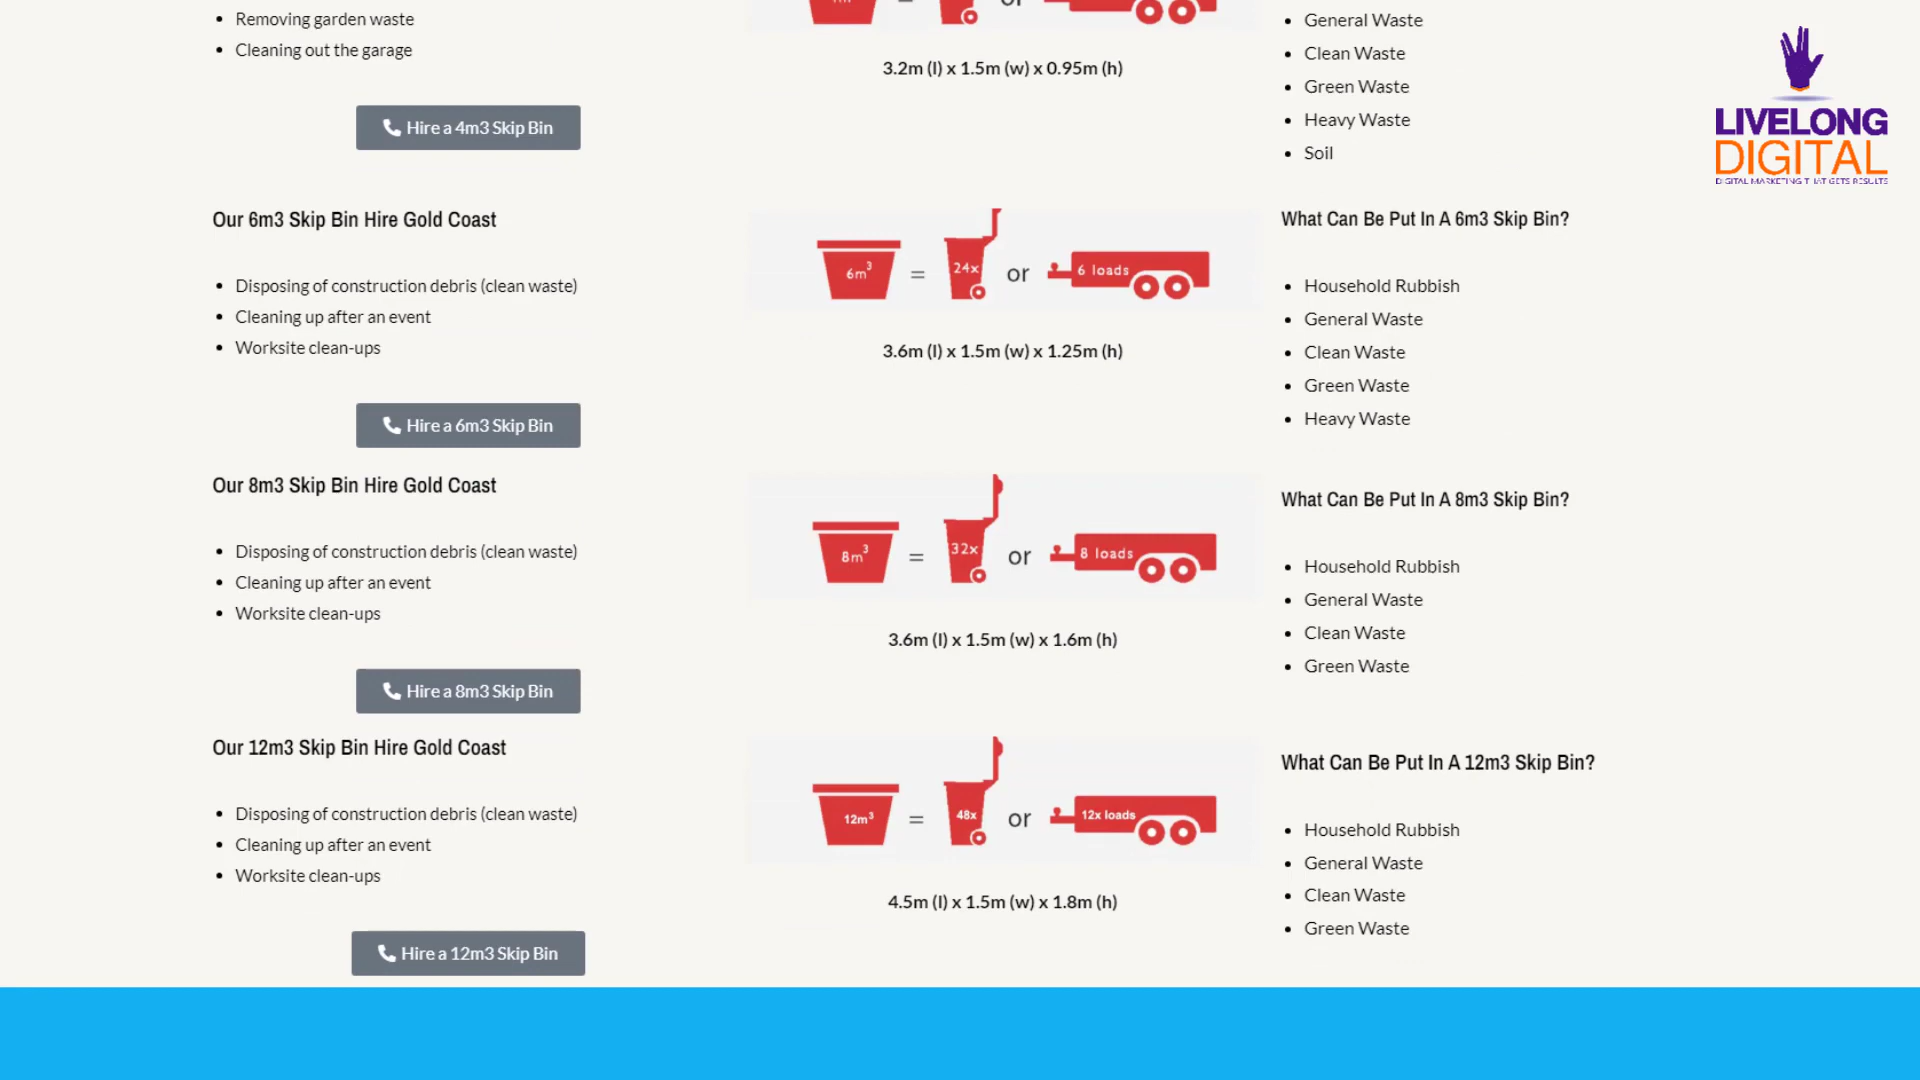 Removing garden waste
Cleaning out the garage
Hire a 4m3 Skip Bin
or
3.2m (l) x 1.5m (w) x 0.95m (h)
General Waste
Clean Waste
Green Waste
Heavy Waste
Soil
LIVELONG
DIGITAL
DIGITAL MARKETING THAT GETS RESULTS
Our 6m3 Skip Bin Hire Gold Coast
Disposing of construction debris (clean waste)
Cleaning up after an event
Worksite clean-ups
Hire a 6m3 Skip Bin
6m³ = 24x or 6 loads
3.6m (l) x 1.5m (w) x 1.25m (h)
What Can Be Put In A 6m3 Skip Bin?
Household Rubbish
General Waste
Clean Waste
Green Waste
Heavy Waste
Our 8m3 Skip Bin Hire Gold Coast
Disposing of construction debris (clean waste)
Cleaning up after an event
Worksite clean-ups
Hire a 8m3 Skip Bin
8m³ = 32x or 8 loads
3.6m (l) x 1.5m (w) x 1.6m (h)
What Can Be Put In A 8m3 Skip Bin?
Household Rubbish
General Waste
Clean Waste
Green Waste
Our 12m3 Skip Bin Hire Gold Coast
Disposing of construction debris (clean waste)
Cleaning up after an event
Worksite clean-ups
Hire a 12m3 Skip Bin
12m³ = 48x or 12x loads
4.5m (l) x 1.5m (w) x 1.8m (h)
What Can Be Put In A 12m3 Skip Bin?
Household Rubbish
General Waste
Clean Waste
Green Waste